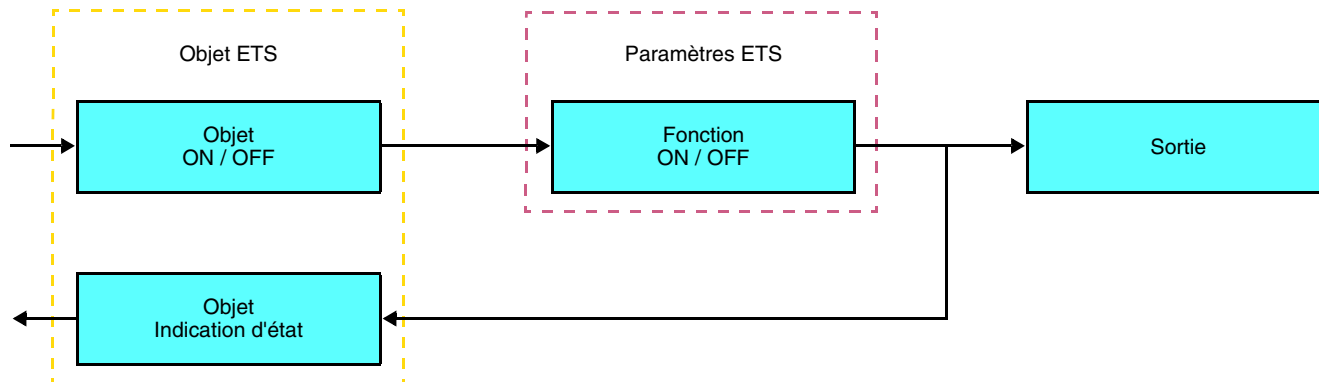 Objet ETS
Paramètres ETS
Objet
ON / OFF
Fonction
ON / OFF
Sortie
Objet
Indication d'état